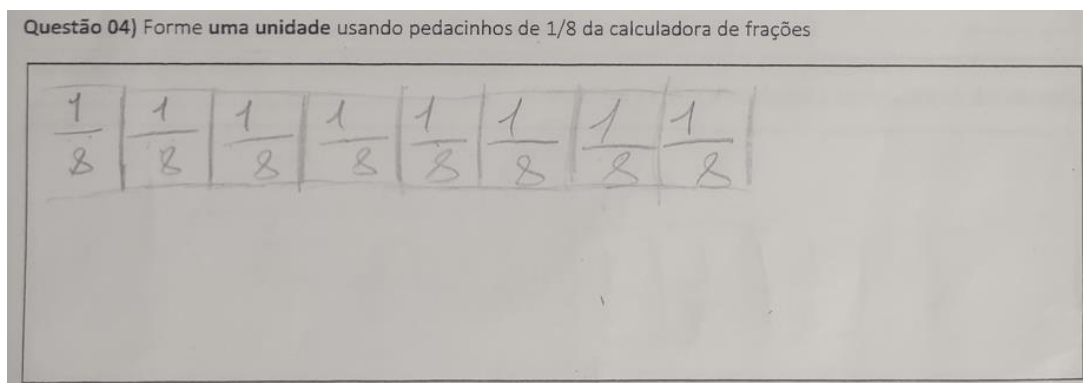 Questão 04) Forme uma unidade usando pedacinhos de 1/8 da calculadora de frações
1 1 1 1 1 1 1 1
8 8 8 8 8 8 8 8